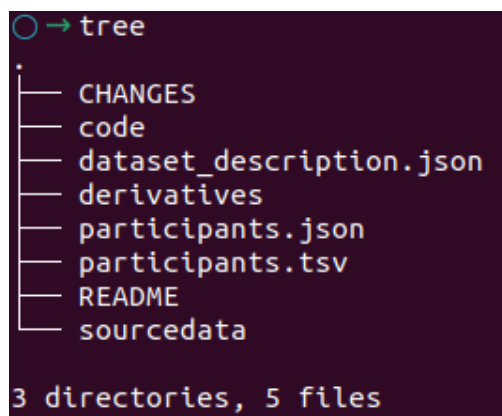 ○ → tree
.
├── CHANGES
├── code
├── dataset_description.json
├── derivatives
├── participants.json
├── participants.tsv
├── README
└── sourcedata
3 directories, 5 files